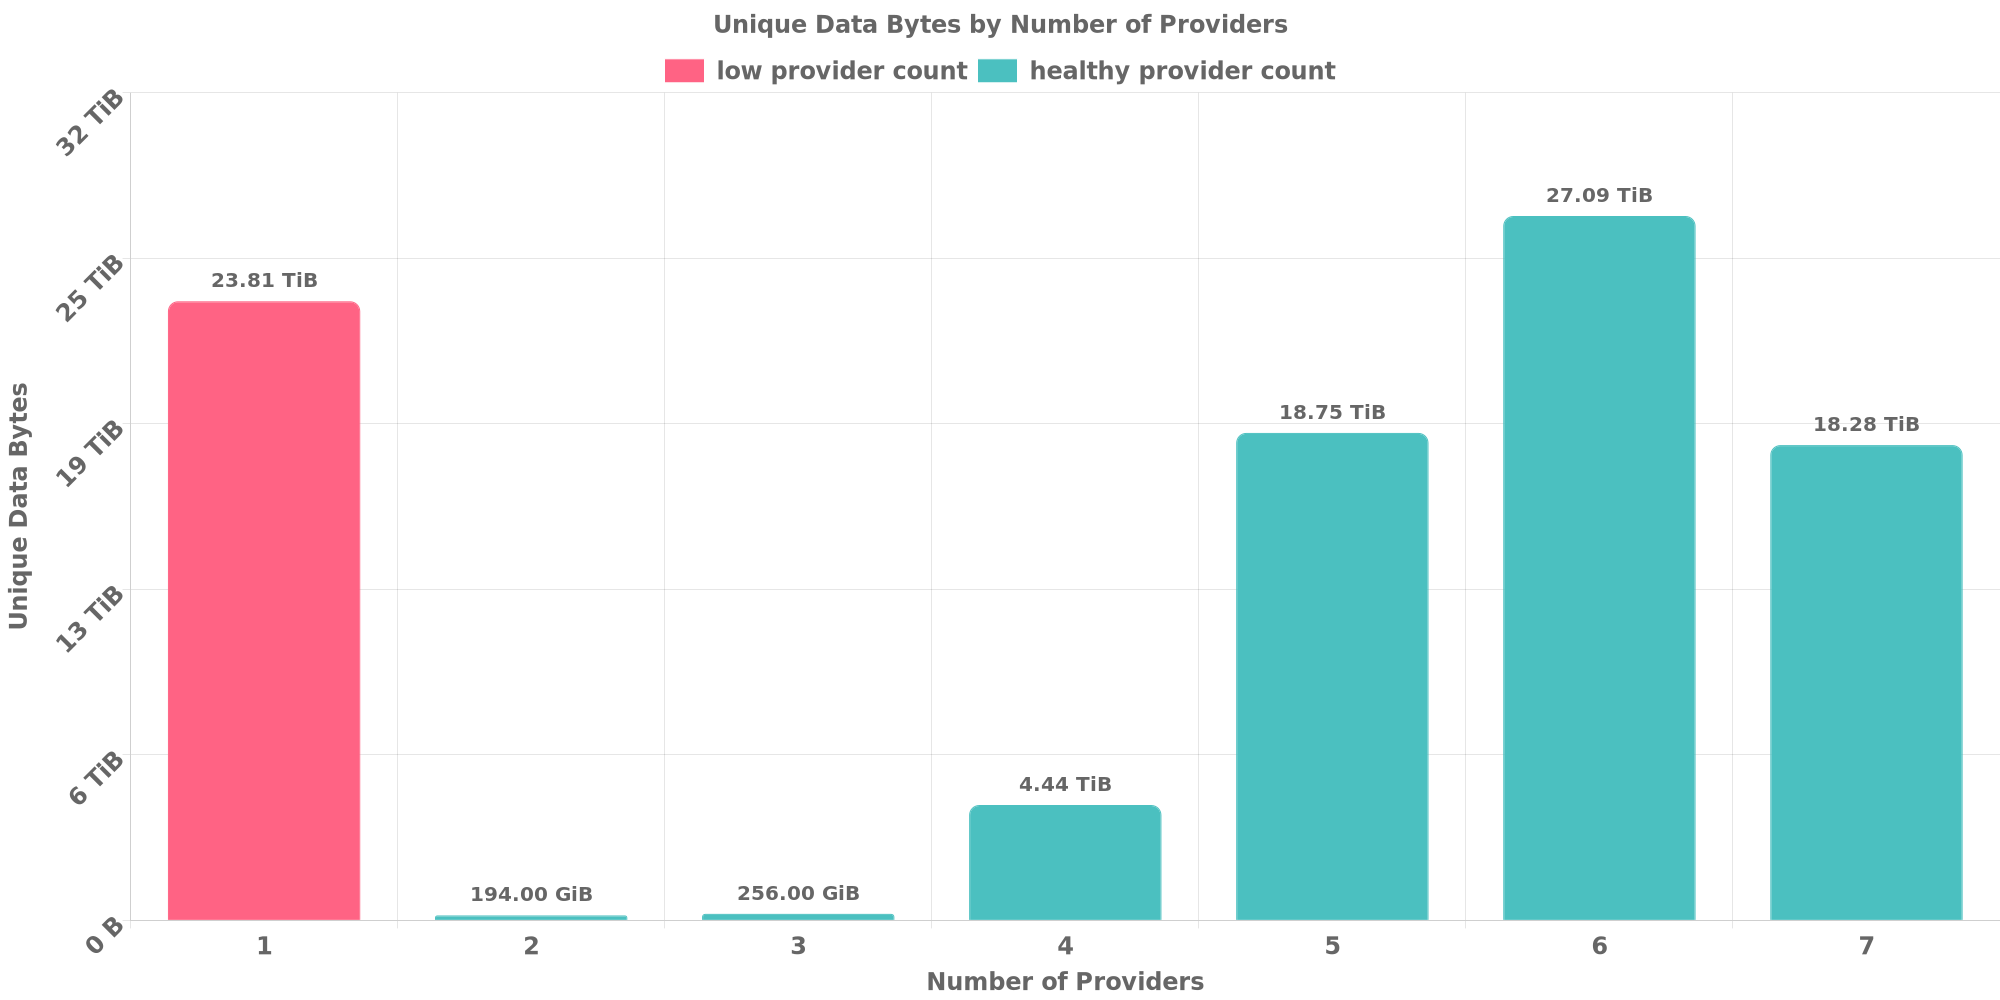 Unique Data Bytes by Number of Providers
low provider count healthy provider count
32 TiB
25 TiB
19 TiB
13 TiB
6 TiB
0 B
Unique Data Bytes
23.81 TiB
194.00 GiB
256.00 GiB
4.44 TiB
18.75 TiB
27.09 TiB
18.28 TiB
1 2 3 4 5 6 7
Number of Providers